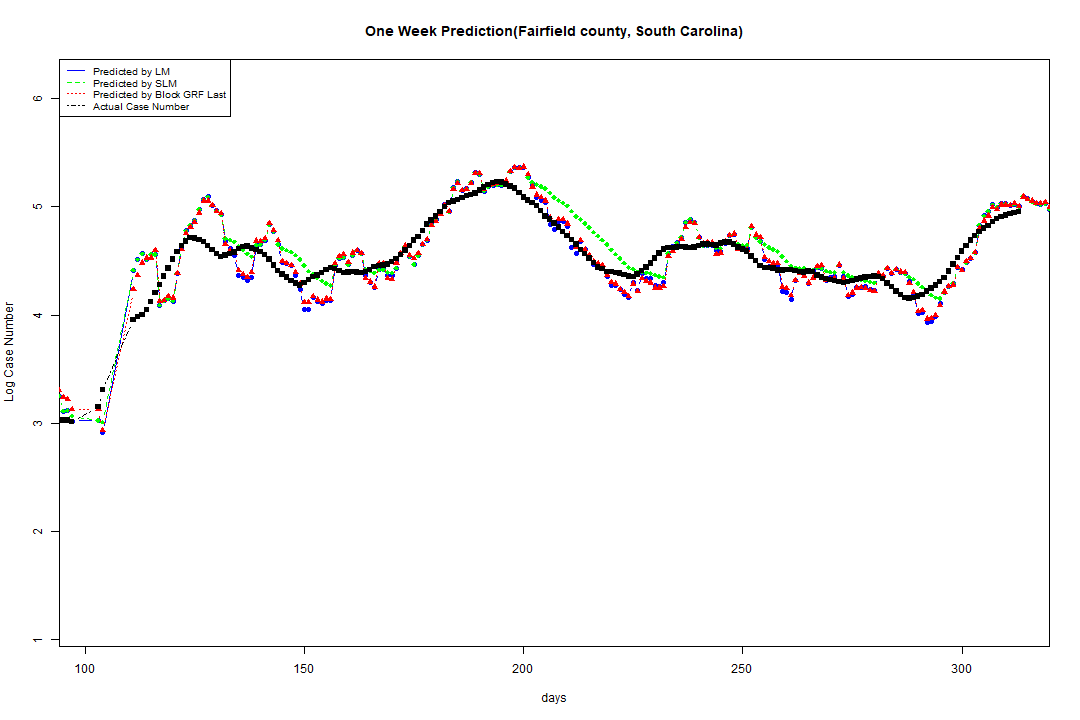 One Week Prediction(Fairfield county, South Carolina)
Predicted by LM
Predicted by SLM
Predicted by Block GRF Last
Actual Case Number
6
5
4
3
2
1
Log Case Number
100 150 200 250 300
days